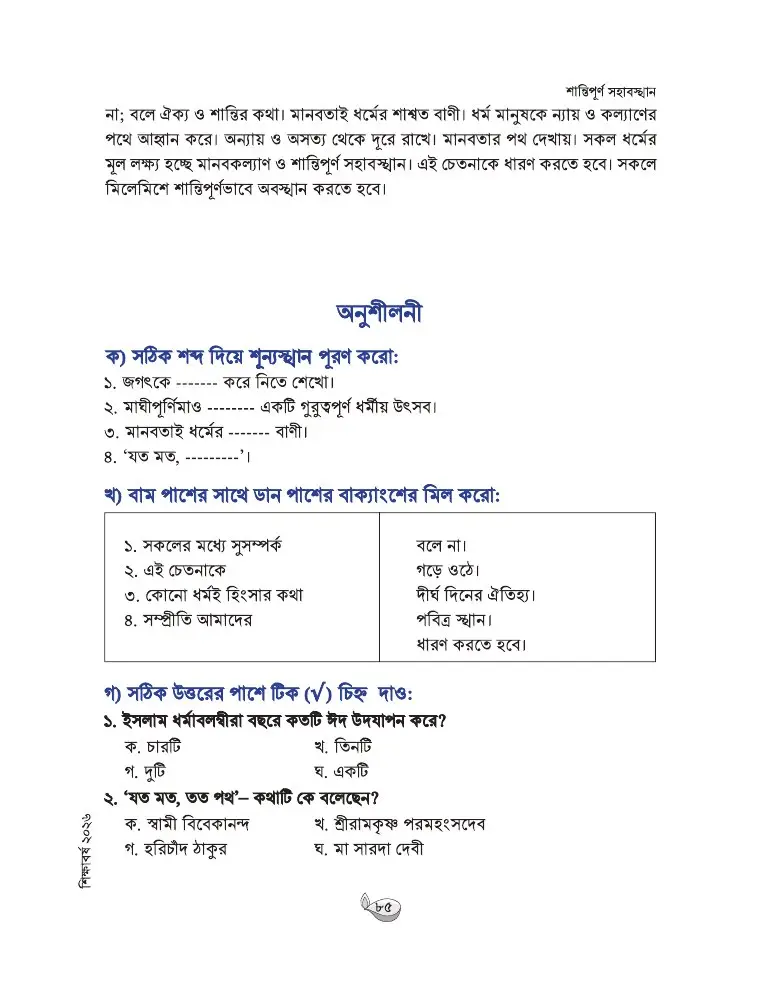 শান্তিপূর্ণ সহাবস্থান
না; বলে ঐক্য ও শান্তির কথা। মানবতাই ধর্মের শাশ্বত বাণী। ধর্ম মানুষকে ন্যায় ও কল্যাণের
পথে আহ্বান করে। অন্যায় ও অসত্য থেকে দূরে রাখে। মানবতার পথ দেখায়। সকল ধর্মের
মূল লক্ষ্য হচ্ছে মানবকল্যাণ ও শান্তিপূর্ণ সহাবস্থান। এই চেতনাকে ধারণ করতে হবে। সকলে
মিলেমিশে শান্তিপূর্ণভাবে অবস্থান করতে হবে।
অনুশীলনী
ক) সঠিক শব্দ দিয়ে শূন্যস্থান পূরণ করো:
১. জগৎকে ------- করে নিতে শেখো।
২. মাঘীপূর্ণিমাও -------- একটি গুরুত্বপূর্ণ ধর্মীয় উৎসব।
৩. মানবতাই ধর্মের ------- বাণী।
৪. ‘যত মত, ---------’।
খ) বাম পাশের সাথে ডান পাশের বাক্যাংশের মিল করো:
১. সকলের মধ্যে সুসম্পর্ক
২. এই চেতনাকে
৩. কোনো ধর্মই হিংসার কথা
৪. সম্প্রীতি আমাদের
বলে না।
গড়ে ওঠে।
দীর্ঘ দিনের ঐতিহ্য।
পবিত্র স্থান।
ধারণ করতে হবে।
গ) সঠিক উত্তরের পাশে টিক (√) চিহ্ন দাও:
১. ইসলাম ধর্মাবলম্বীরা বছরে কতটি ঈদ উদযাপন করে?
ক. চারটি খ. তিনটি
গ. দুটি ঘ. একটি
২. ‘যত মত, তত পথ’– কথাটি কে বলেছেন?
ক. স্বামী বিবেকানন্দ খ. শ্রীরামকৃষ্ণ পরমহংসদেব
গ. হরিচাঁদ ঠাকুর ঘ. মা সারদা দেবী
শিক্ষাবর্ষ ২০২৬
৮৫